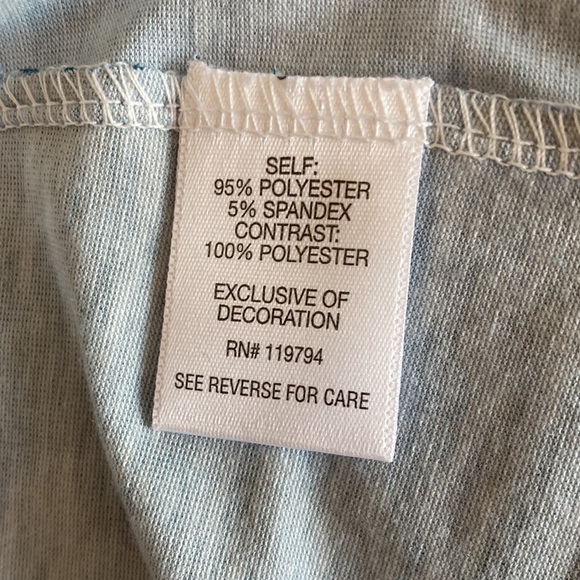 SELF:
95% POLYESTER
5% SPANDEX
CONTRAST:
100% POLYESTER
EXCLUSIVE OF
DECORATION
RN# 119794
SEE REVERSE FOR CARE